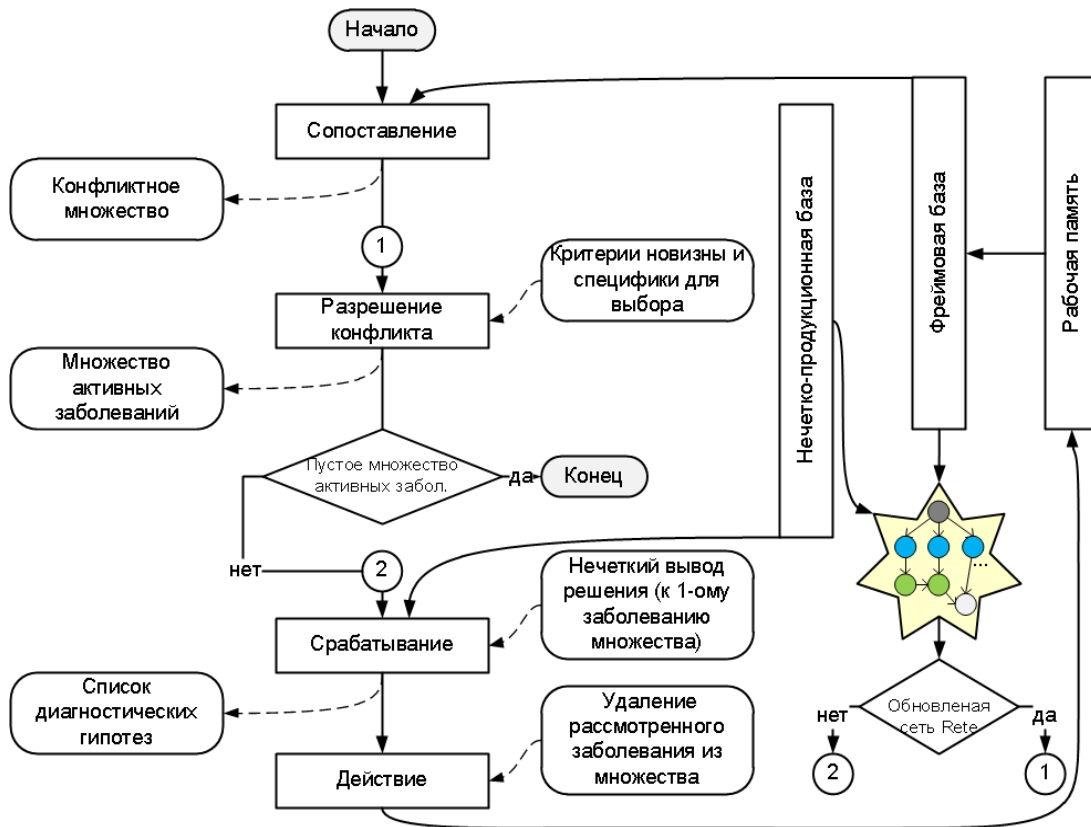 Начало
Сопоставление
Конфликтное
множество
1
Критерии новизны и
специфики для
выбора
Разрешение
конфликта
Множество
активных
заболеваний
Пустое множество
активных забол.
да
Конец
нет
2
Нечеткий вывод
решения (к 1-ому
заболеванию
множества)
Срабатывание
Список
диагностических
гипотез
Удаление
рассмотренного
заболевания из
множества
Действие
Нечетко-продукционная база
Фреймовая база
Рабочая память
...
Обновленая
сеть Rete
нет
да
2
1